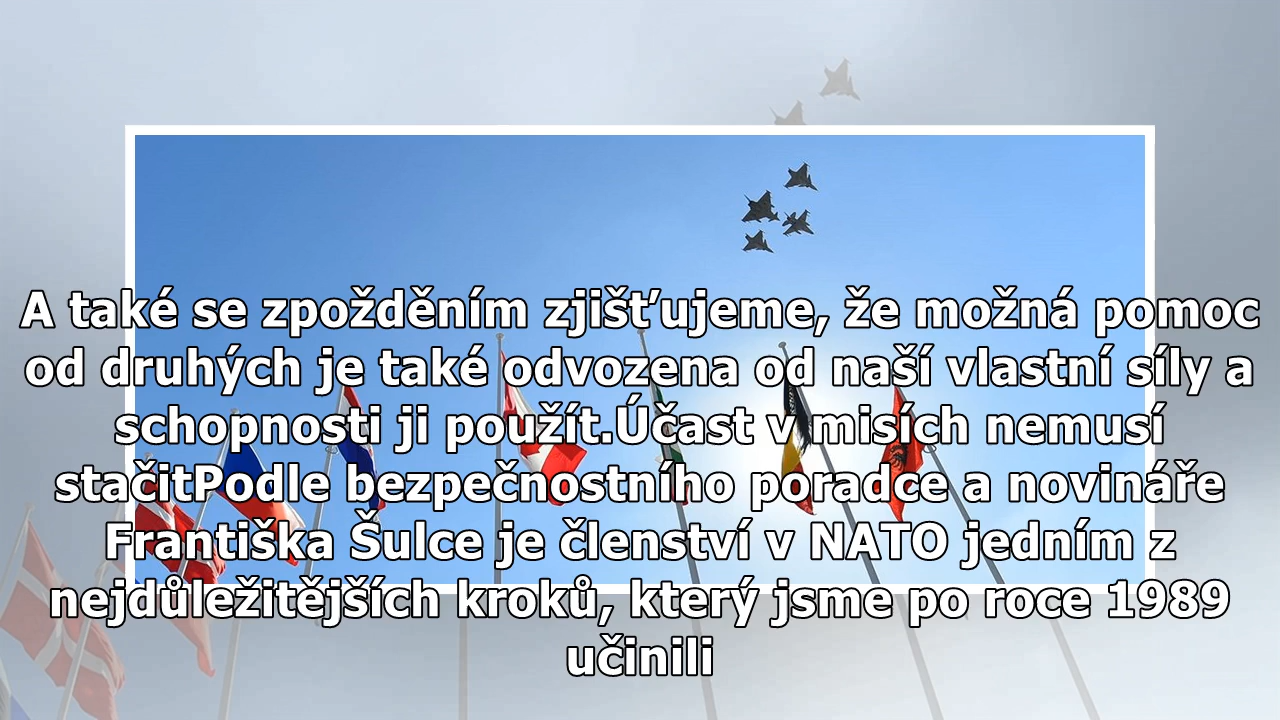 A také se zpožděním zjišťujeme, že možná pomoc
od druhých je také odvozena od naší vlastní síly a
schopnosti ji použít.Účast v misích nemusí
stačitPodle bezpečnostního poradce a novináře
Františka Šulce je členství v NATO jedním z
nejdůležitějších kroků, který jsme po roce 1989
učinili